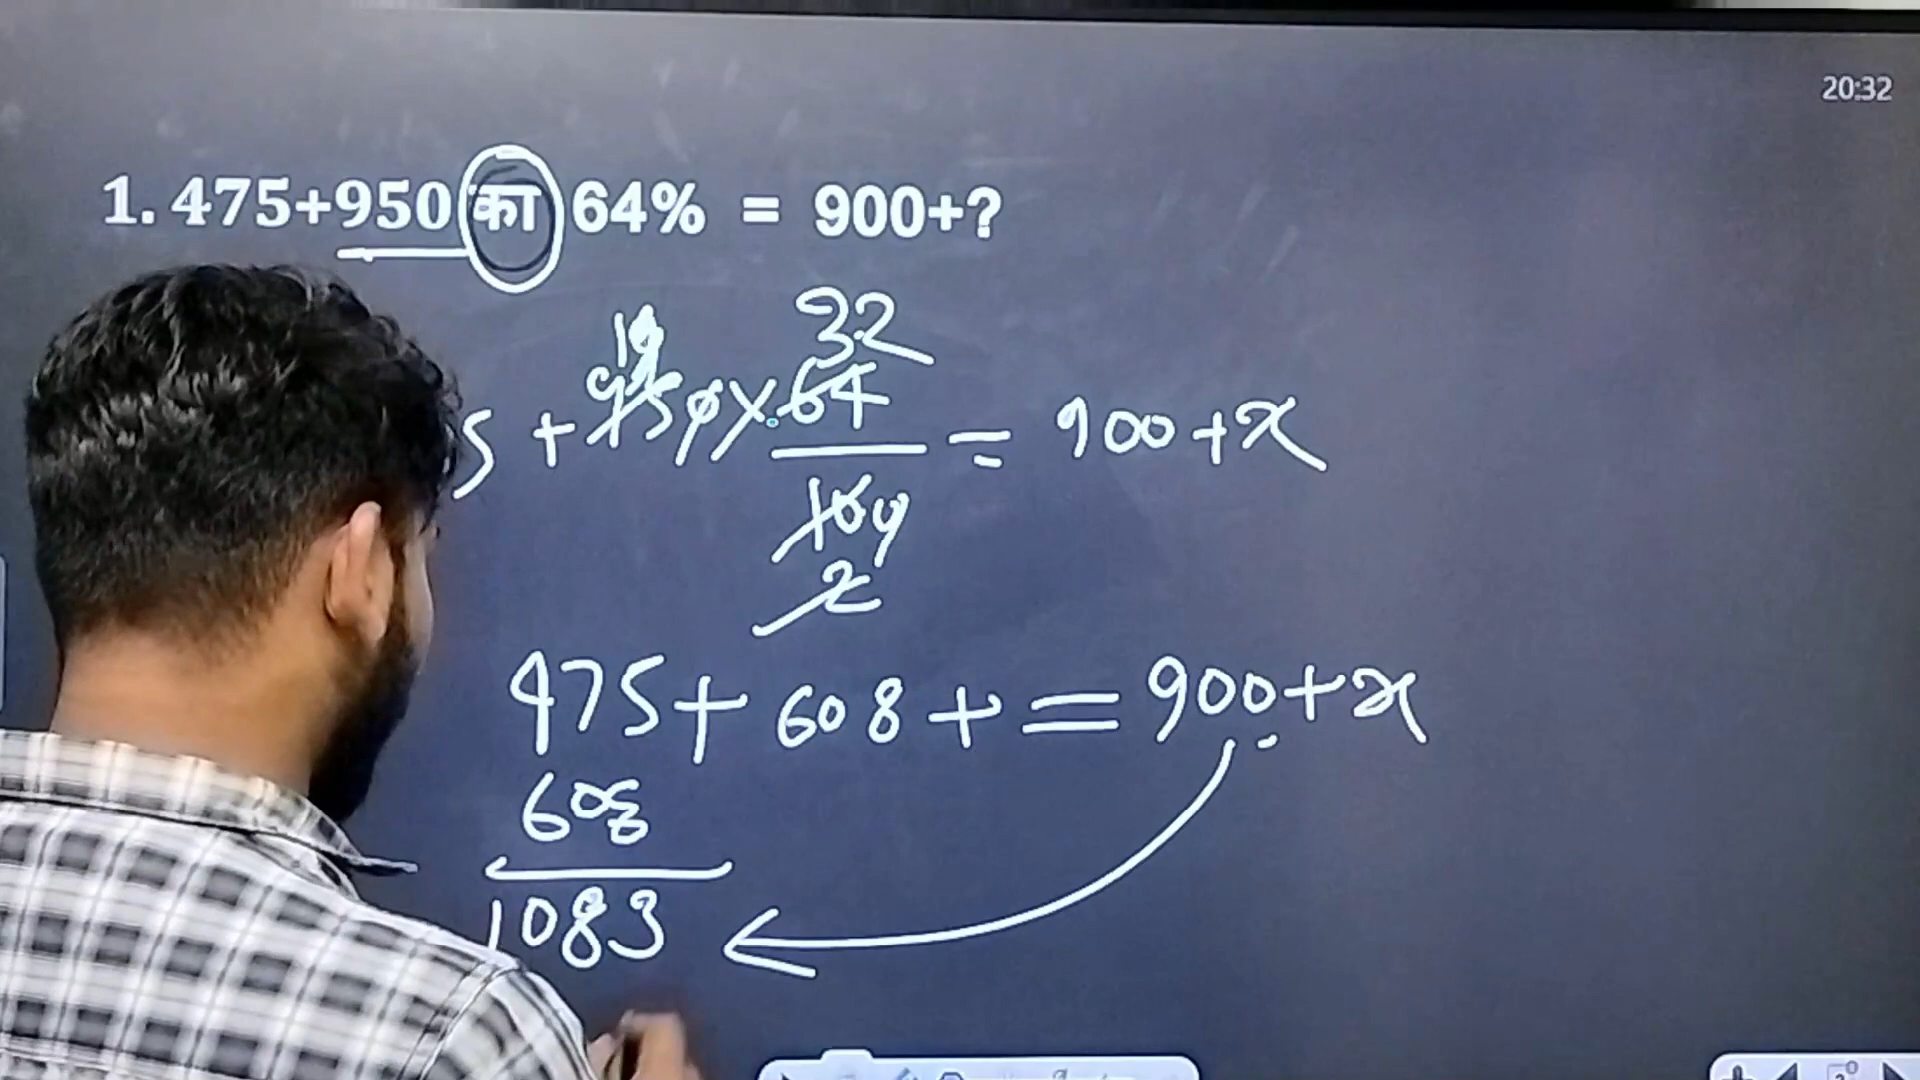 20:32
1. 475+950 का 64% = 900+?
19
32
5 + 950 x 64 = 900 + x
100
2
475 + 608 + = 900 + x
608
1083